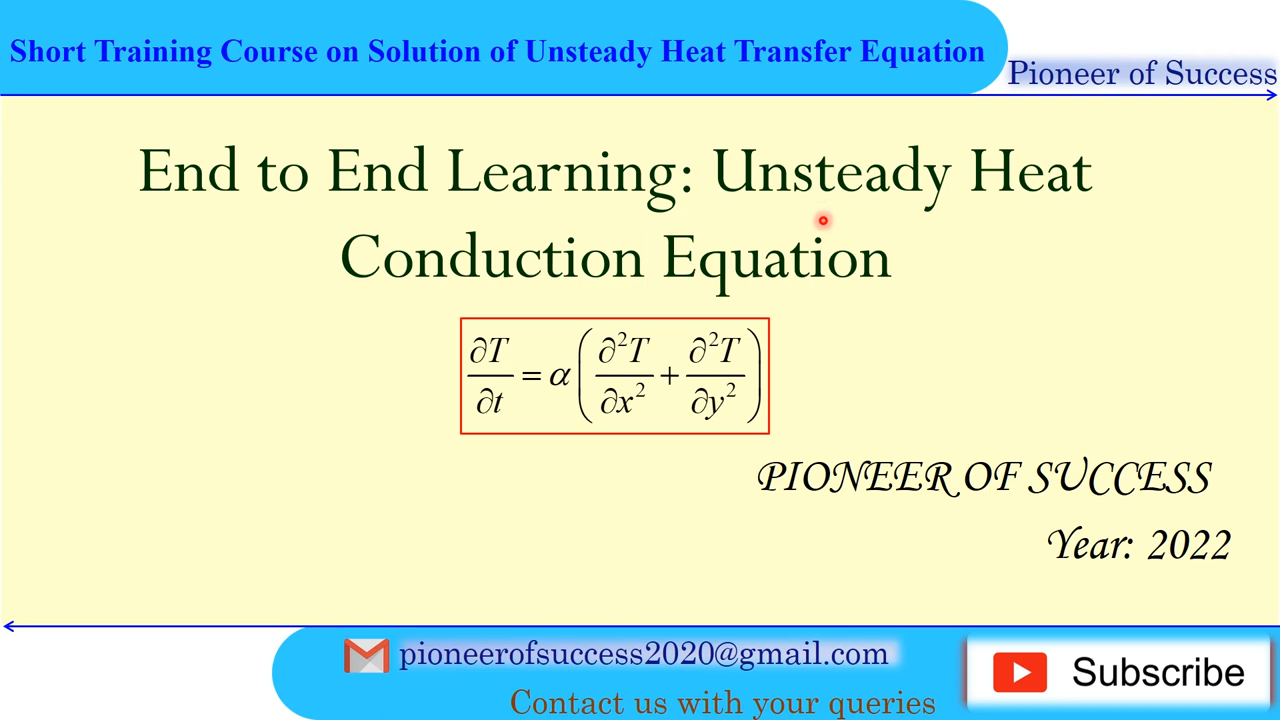 Short Training Course on Solution of Unsteady Heat Transfer Equation
Pioneer of Success
End to End Learning: Unsteady Heat
Conduction Equation
∂T/∂t = α(∂²T/∂x² + ∂²T/∂y²)
PIONEER OF SUCCESS
Year: 2022
pioneerofsuccess2020@gmail.com
Subscribe
Contact us with your queries